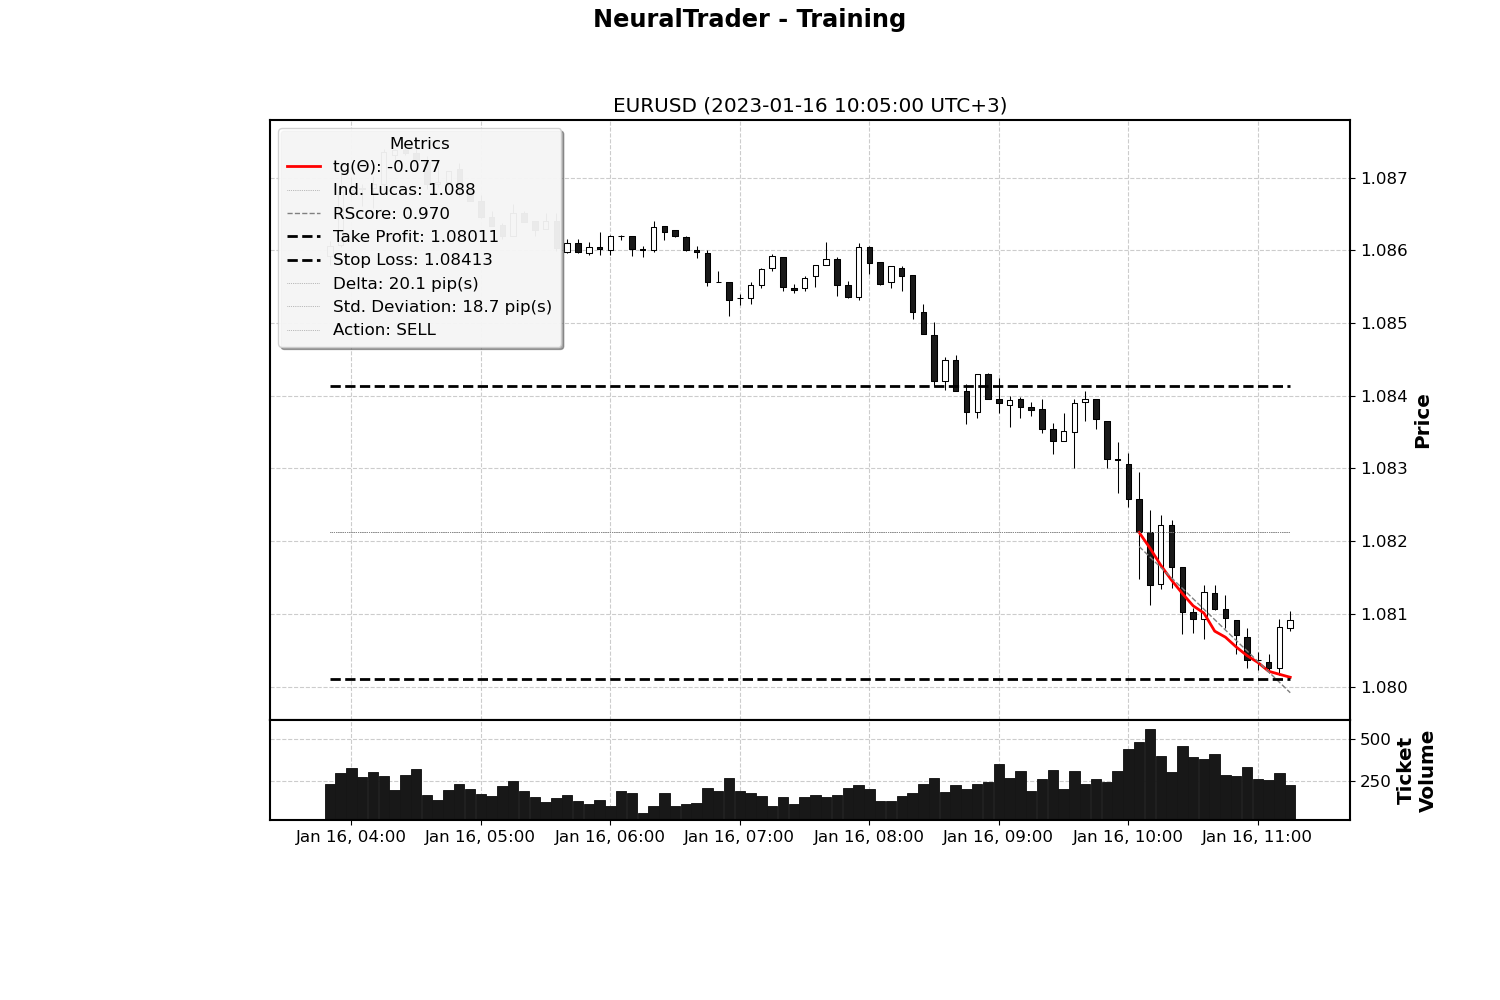 NeuralTrader - Training
EURUSD (2023-01-16 10:05:00 UTC+3)
Metrics
tg(Θ): -0.077
Ind. Lucas: 1.088
RScore: 0.970
Take Profit: 1.08011
Stop Loss: 1.08413
Delta: 20.1 pip(s)
Std. Deviation: 18.7 pip(s)
Action: SELL
1.087
1.086
1.085
1.084
1.083
1.082
1.081
1.080
Price
500
250
Ticket
Volume
Jan 16, 04:00
Jan 16, 05:00
Jan 16, 06:00
Jan 16, 07:00
Jan 16, 08:00
Jan 16, 09:00
Jan 16, 10:00
Jan 16, 11:00